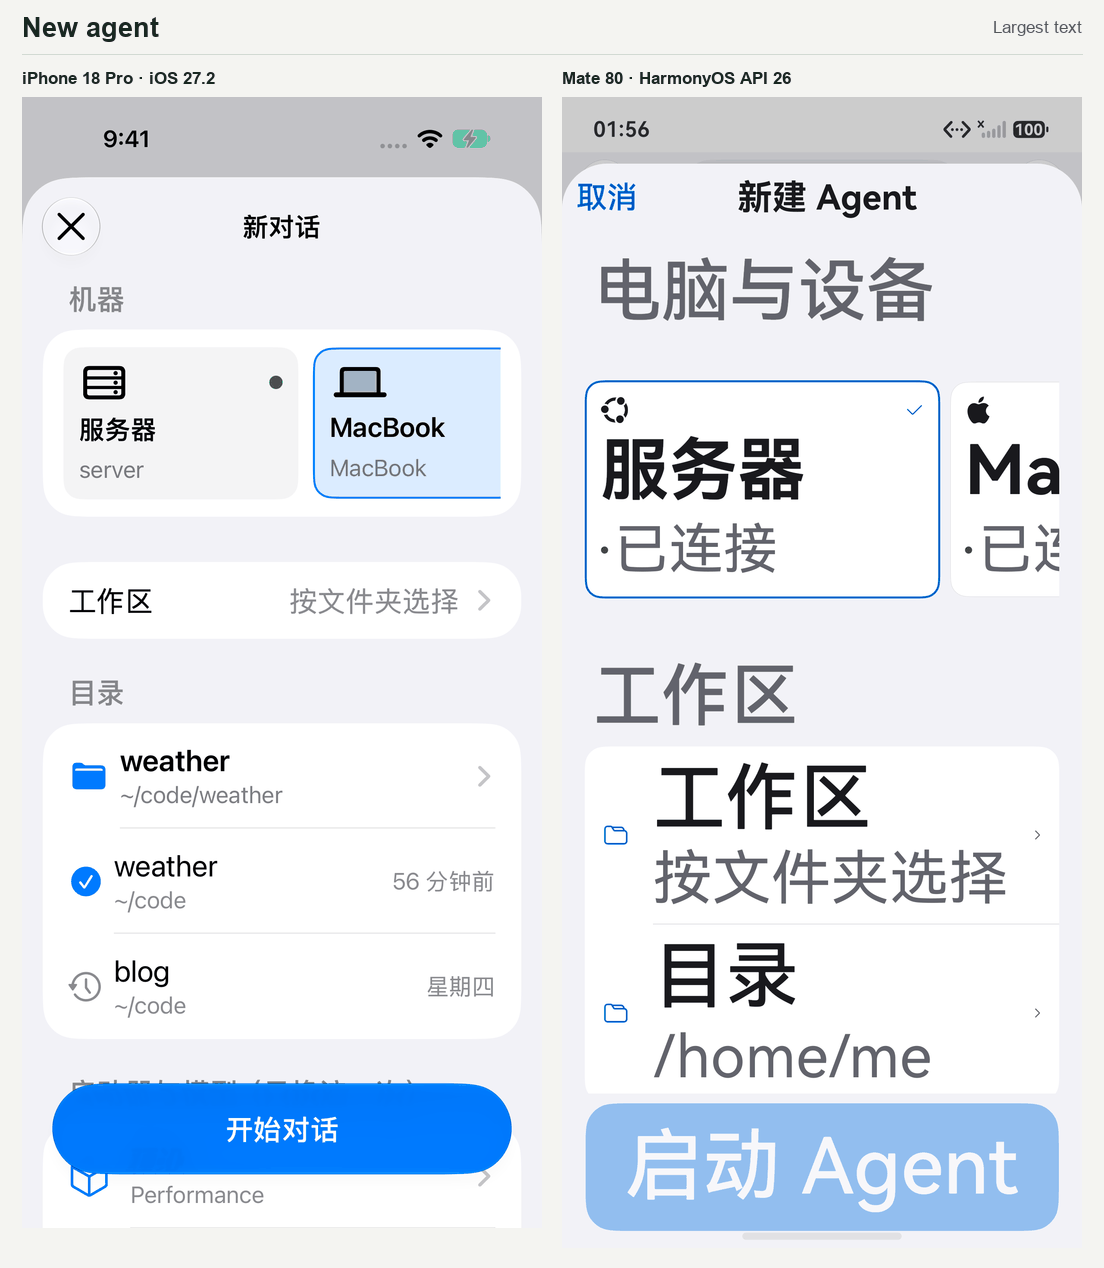 New agent
Largest text
iPhone 18 Pro · iOS 27.2
9:41
新对话
机器
服务器
server
MacBook
MacBook
工作区
按文件夹选择
目录
weather
~/code/weather
weather
~/code
56 分钟前
blog
~/code
星期四
开始对话
Performance
Mate 80 · HarmonyOS API 26
01:56
100
取消
新建 Agent
电脑与设备
服务器
·已连接
Ma
·已连
工作区
工作区
按文件夹选择
目录
/home/me
启动 Agent